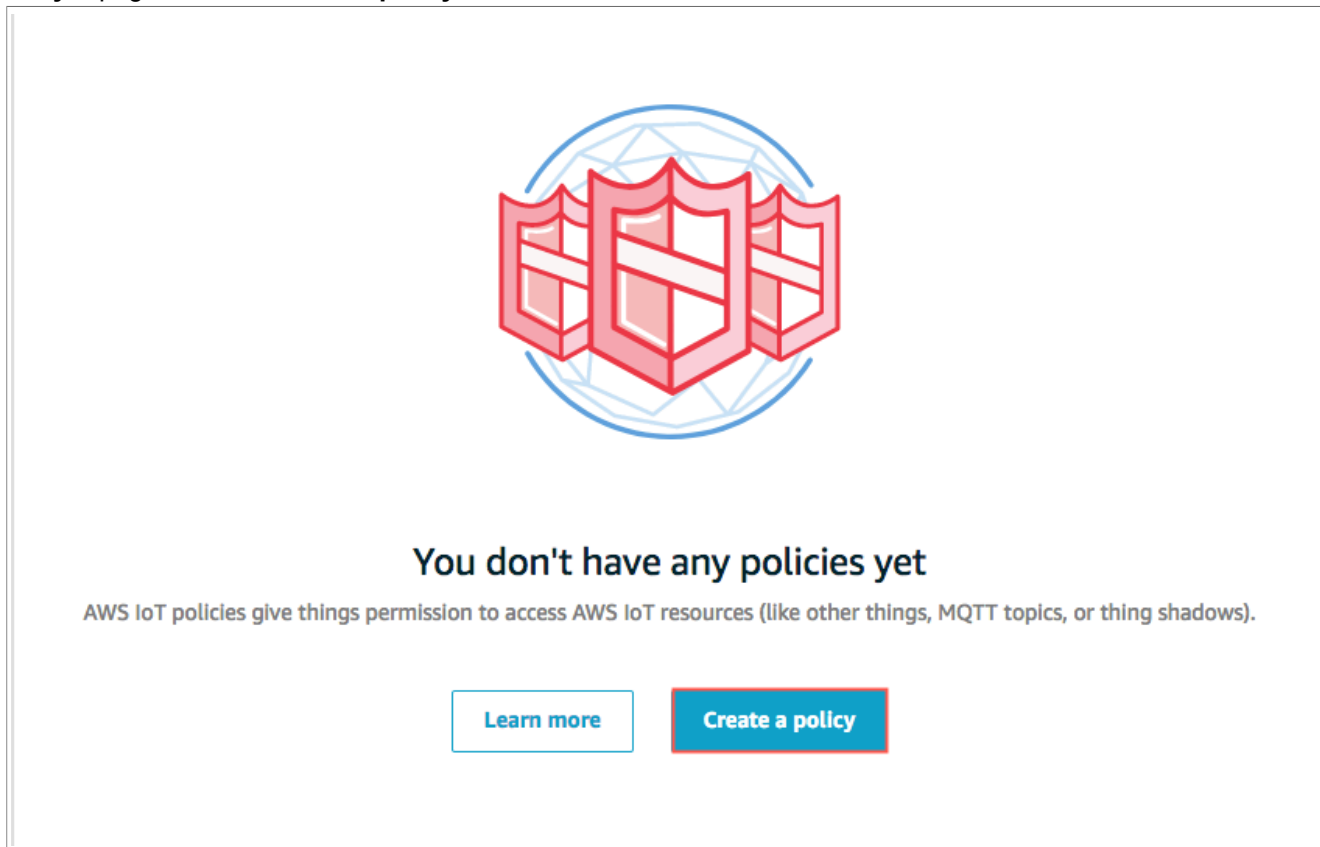 You don't have any policies yet
AWS IoT policies give things permission to access AWS IoT resources (like other things, MQTT topics, or thing shadows).
Learn more
Create a policy